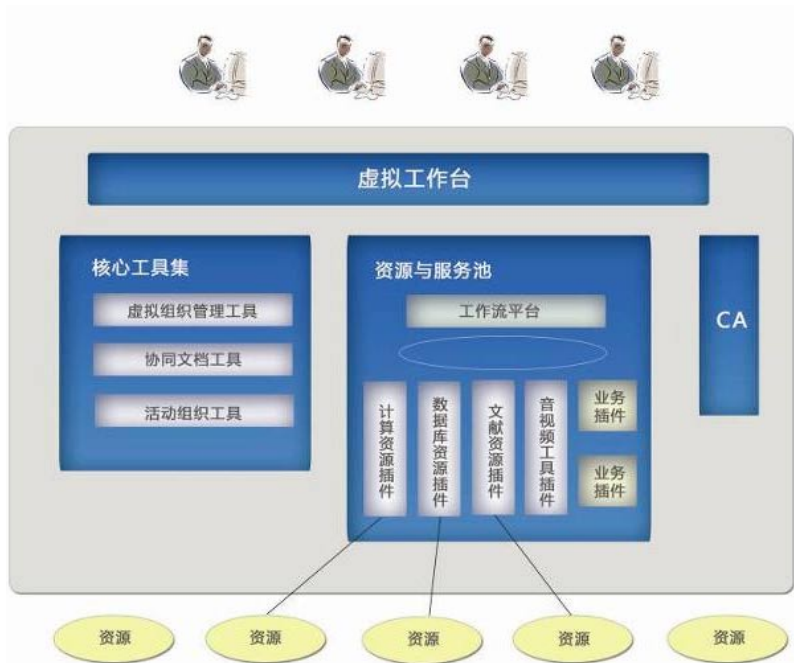 虚拟工作台
核心工具集
虚拟组织管理工具
协同文档工具
活动组织工具
资源与服务池
工作流平台
计算资源插件
数据库资源插件
文献资源插件
音视频工具插件
业务
插件
业务
插件
CA
资源
资源
资源
资源
资源